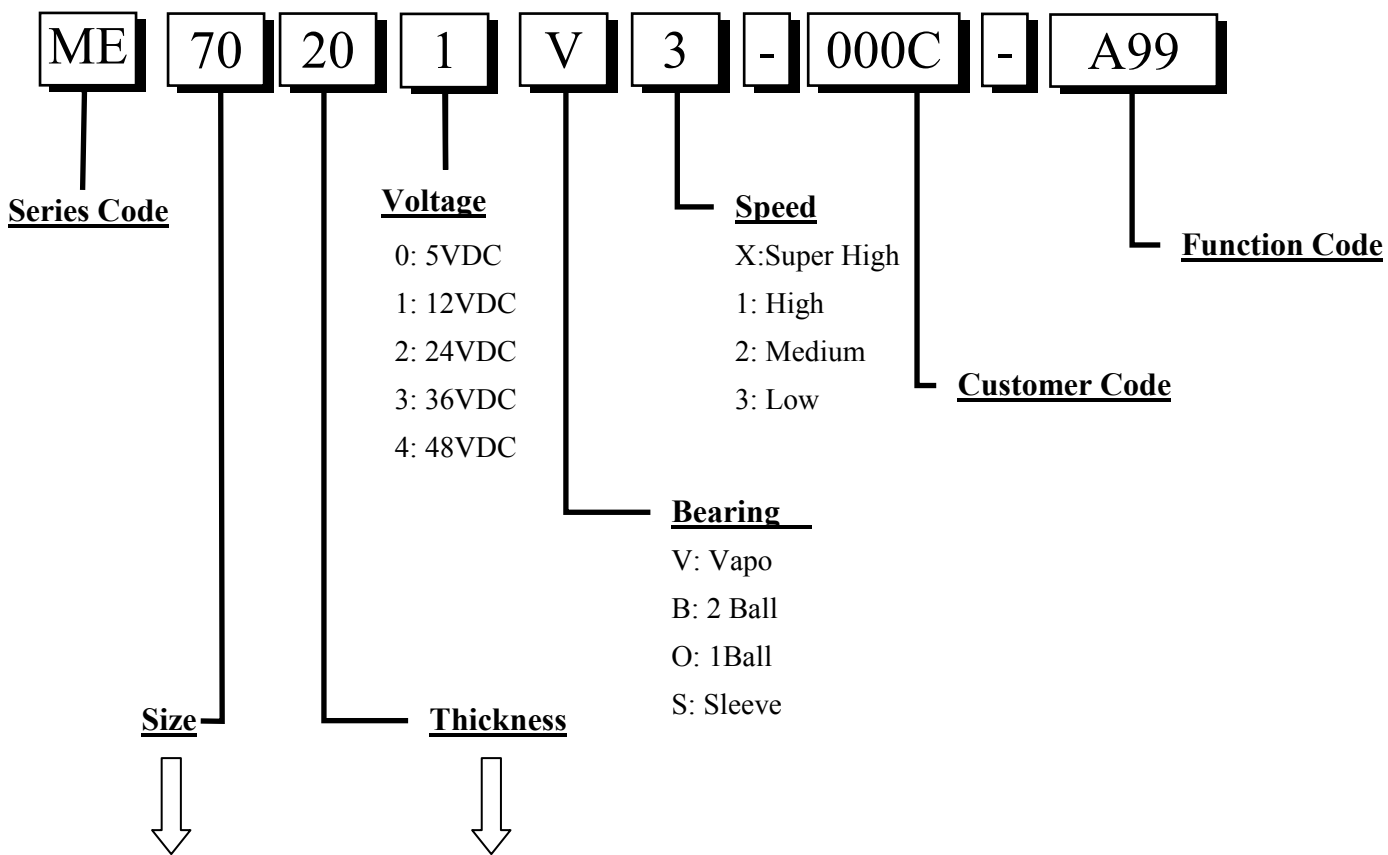 ME 70 20 1 V 3 - 000C - A99
Series Code
Voltage
0: 5VDC
1: 12VDC
2: 24VDC
3: 36VDC
4: 48VDC
Speed
X:Super High
1: High
2: Medium
3: Low
Function Code
Customer Code
Bearing
V: Vapo
B: 2 Ball
O: 1Ball
S: Sleeve
Size
Thickness